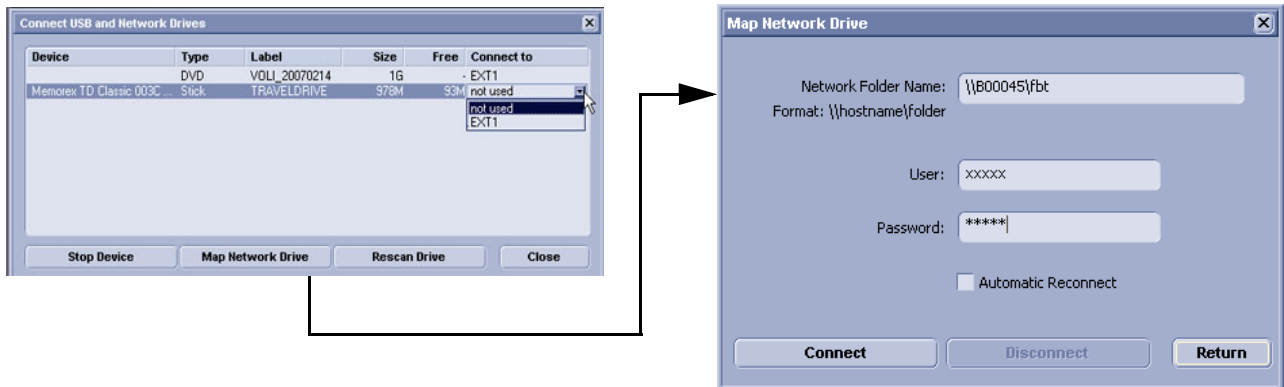 Connect USB and Network Drives
Device Type Label Size Free Connect to
DVD VOLI_20070214 1G - EXT1
Memorex TD Classic 003C ... Stick TRAVELDRIVE 978M 93M not used
not used
EXT1
Stop Device Map Network Drive Rescan Drive Close
Map Network Drive
Network Folder Name: \\B00045\fbt
Format: \\hostname\folder
User: xxxxx
Password: *****
Automatic Reconnect
Connect Disconnect Return